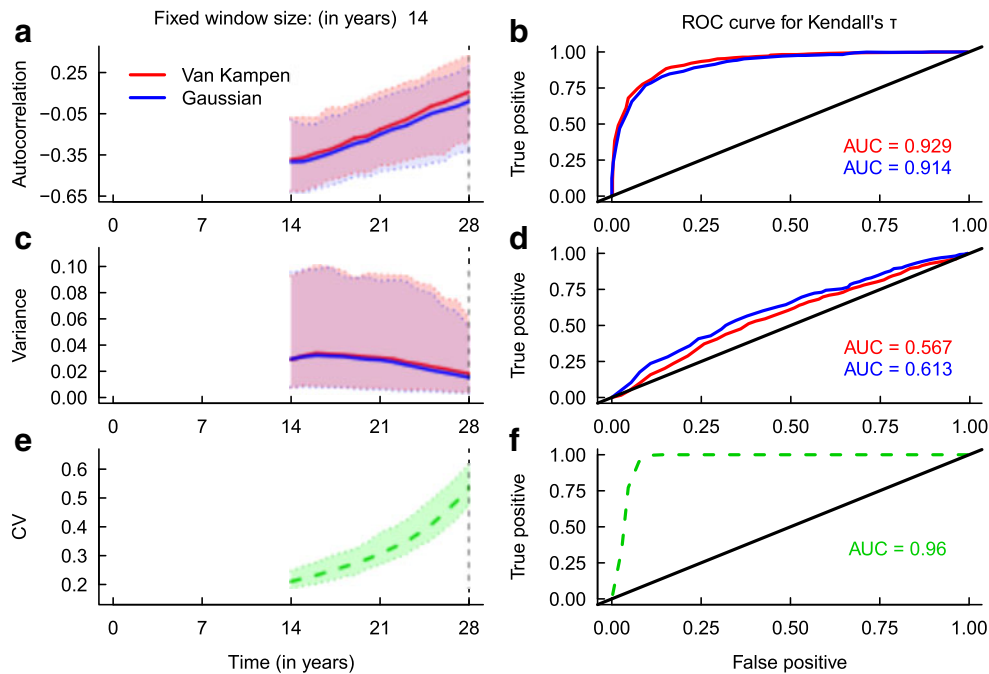 Fixed window size: (in years) 14
ROC curve for Kendall's τ
a
Autocorrelation
0.25
−0.05
−0.35
−0.65
Van Kampen
Gaussian
0
7
14
21
28
b
True positive
1.00
0.75
0.50
0.25
0.00
AUC = 0.929
AUC = 0.914
0.00
0.25
0.50
0.75
1.00
c
Variance
0.10
0.08
0.06
0.04
0.02
0.00
0
7
14
21
28
d
True positive
1.00
0.75
0.50
0.25
0.00
AUC = 0.567
AUC = 0.613
0.00
0.25
0.50
0.75
1.00
e
CV
0.6
0.5
0.4
0.3
0.2
0
7
14
21
28
Time (in years)
f
True positive
1.00
0.75
0.50
0.25
0.00
AUC = 0.96
0.00
0.25
0.50
0.75
1.00
False positive